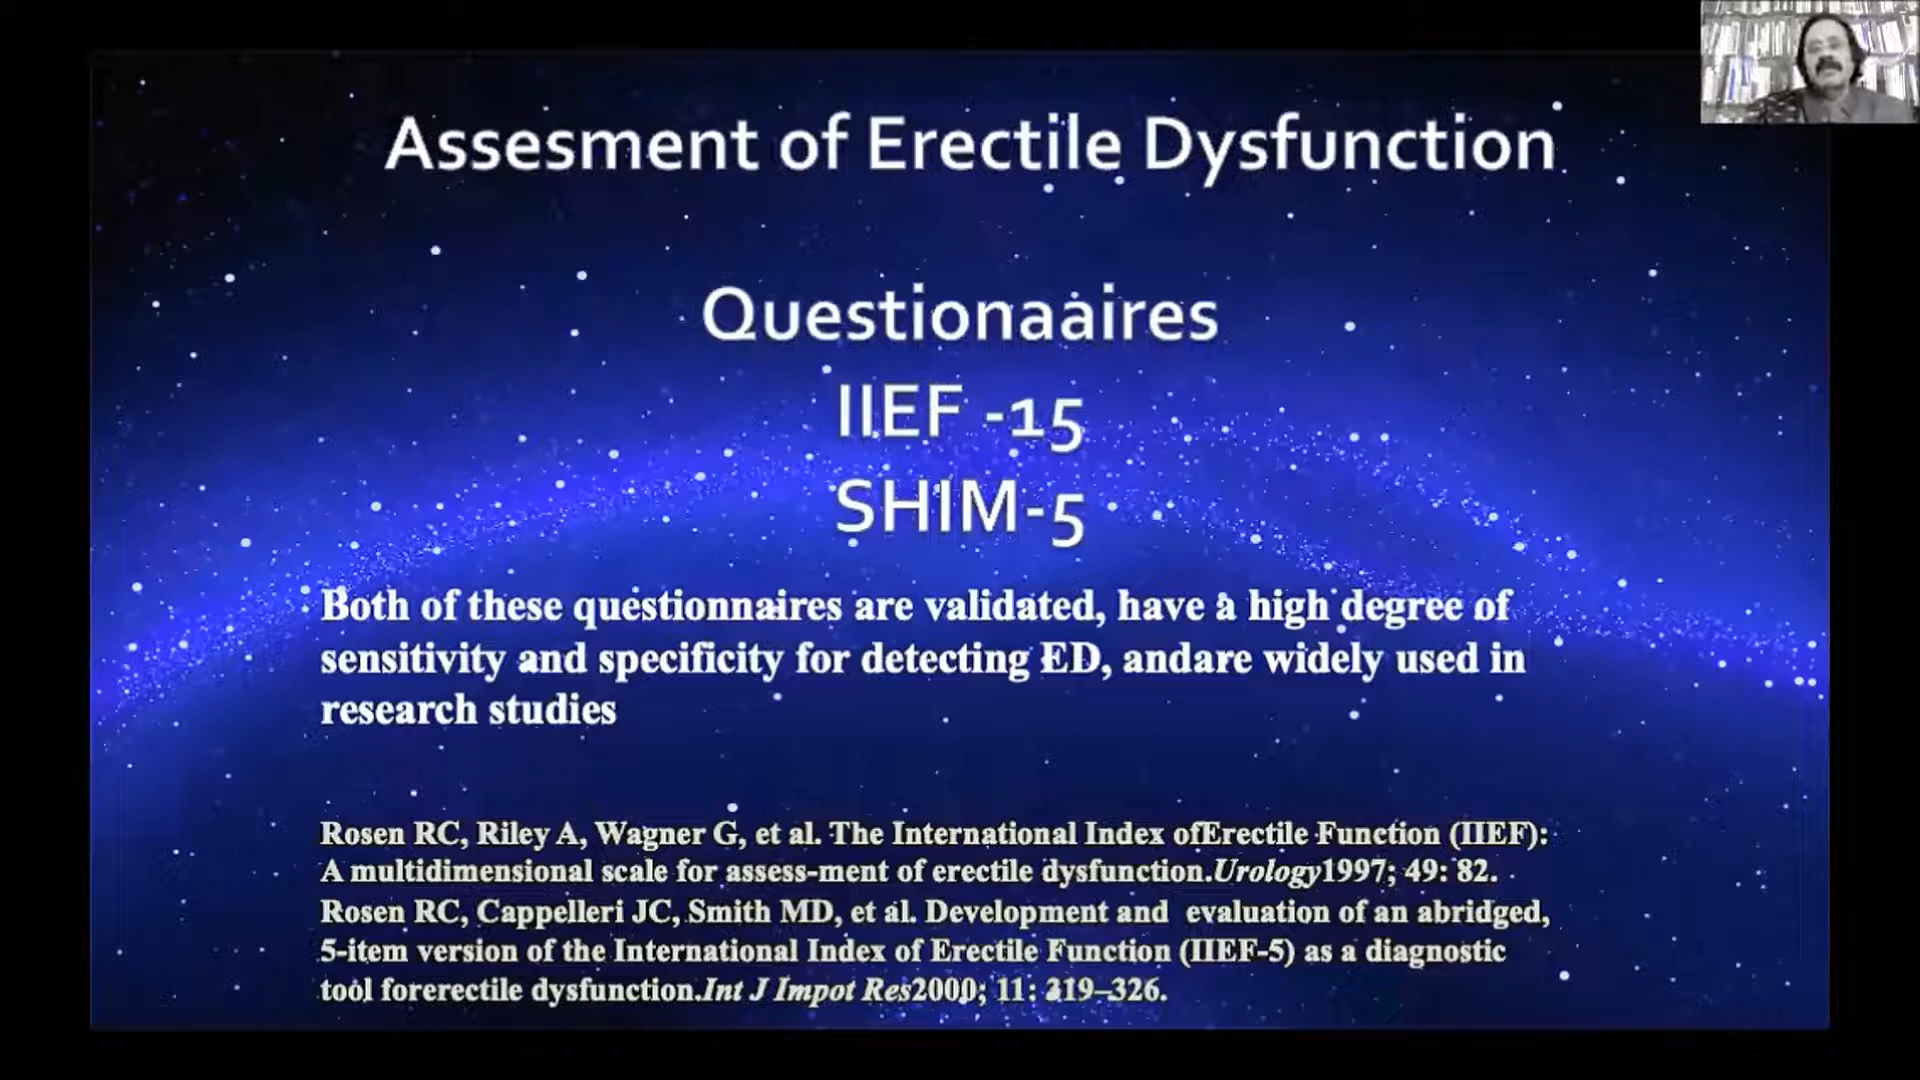 Assesment of Erectile Dysfunction
Questionaaires
IIEF -15
SHIM-5
Both of these questionnaires are validated, have a high degree of
sensitivity and specificity for detecting ED, andare widely used in
research studies
Rosen RC, Riley A, Wagner G, et al. The International Index ofErectile Function (IIEF):
A multidimensional scale for assess-ment of erectile dysfunction.Urology1997; 49: 82.
Rosen RC, Cappelleri JC, Smith MD, et al. Development and evaluation of an abridged,
5-item version of the International Index of Erectile Function (IIEF-5) as a diagnostic
tool forerectile dysfunction.Int J Impot Res2000; 11: 319–326.